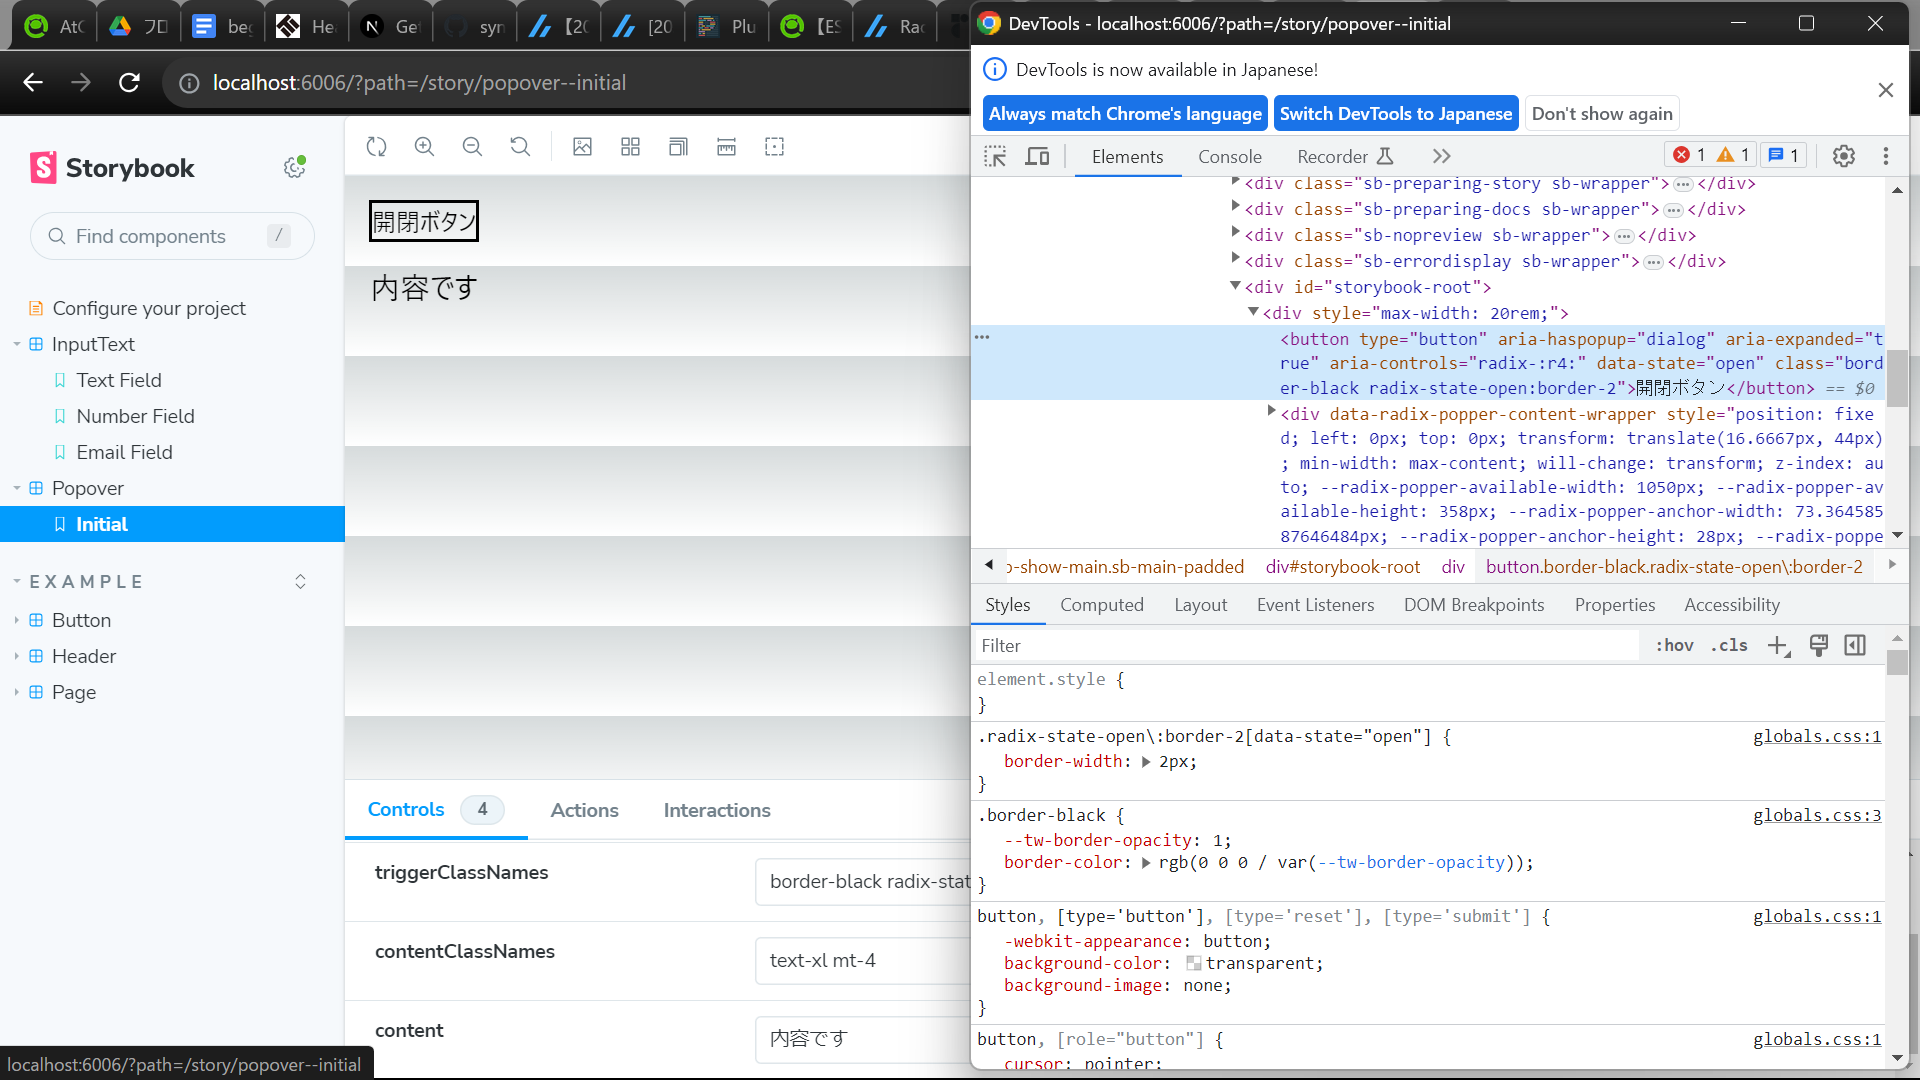 AtC
フロ
beg
Hea
Get
syn
【20
[20
Plu
【ES
Rac
DevTools - localhost:6006/?path=/story/popover--initial
localhost:6006/?path=/story/popover--initial
DevTools is now available in Japanese!
Always match Chrome's language
Switch DevTools to Japanese
Don't show again
Storybook
Find components /
Configure your project
InputText
Text Field
Number Field
Email Field
Popover
Initial
EXAMPLE
Button
Header
Page
localhost:6006/?path=/story/popover--initial
開閉ボタン
内容です
Controls 4 Actions Interactions
triggerClassNames border-black radix-stat
contentClassNames text-xl mt-4
content 内容です
Elements Console Recorder 1 1 1
<div class="sb-preparing-story sb-wrapper">…</div>
<div class="sb-preparing-docs sb-wrapper">…</div>
<div class="sb-nopreview sb-wrapper">…</div>
<div class="sb-errordisplay sb-wrapper">…</div>
<div id="storybook-root">
<div style="max-width: 20rem;">
<button type="button" aria-haspopup="dialog" aria-expanded="t
rue" aria-controls="radix-:r4:" data-state="open" class="bord
er-black radix-state-open:border-2">開閉ボタン</button> == $0
<div data-radix-popper-content-wrapper style="position: fixe
d; left: 0px; top: 0px; transform: translate(16.6667px, 44px)
; min-width: max-content; will-change: transform; z-index: au
to; --radix-popper-available-width: 1050px; --radix-popper-av
ailable-height: 358px; --radix-popper-anchor-width: 73.364585
87646484px; --radix-popper-anchor-height: 28px; --radix-poppe
-show-main.sb-main-padded div#storybook-root div button.border-black.radix-state-open\:border-2
Styles Computed Layout Event Listeners DOM Breakpoints Properties Accessibility
Filter :hov .cls
element.style {
}
.radix-state-open\:border-2[data-state="open"] { globals.css:1
border-width: 2px;
}
.border-black { globals.css:3
--tw-border-opacity: 1;
border-color: rgb(0 0 0 / var(--tw-border-opacity));
}
button, [type='button'], [type='reset'], [type='submit'] { globals.css:1
-webkit-appearance: button;
background-color: transparent;
background-image: none;
}
button, [role="button"] { globals.css:1
cursor: pointer;